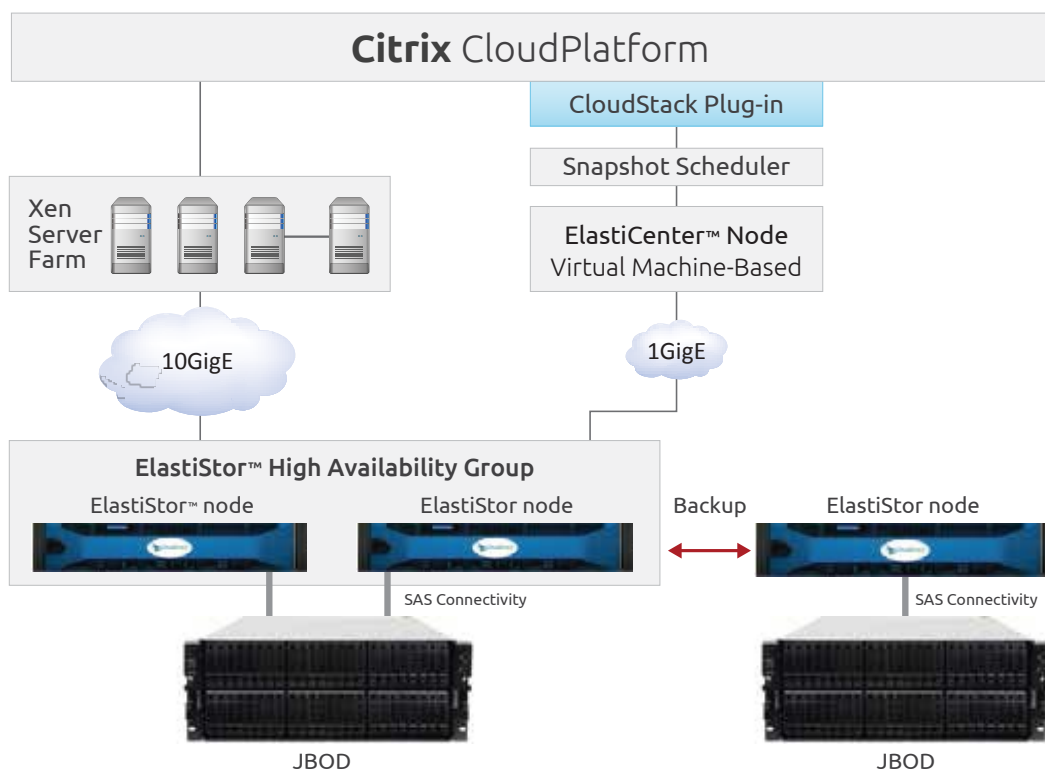 Citrix CloudPlatform
CloudStack Plug-in
Snapshot Scheduler
Xen
Server
Farm
ElastiCenter™ Node
Virtual Machine-Based
10GigE
1GigE
ElastiStor™ High Availability Group
ElastiStor™ node
ElastiStor node
Backup
ElastiStor node
SAS Connectivity
SAS Connectivity
JBOD
JBOD